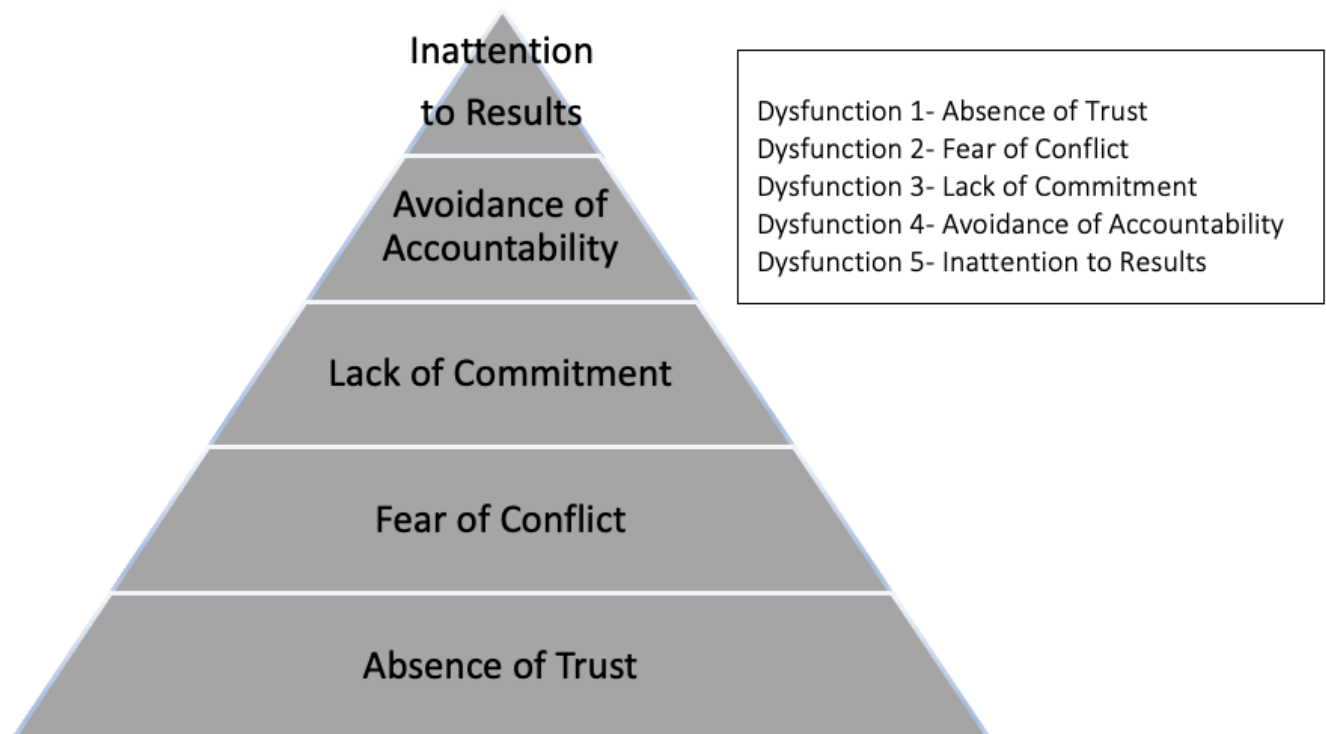 Inattention
to Results
Avoidance of
Accountability
Lack of Commitment
Fear of Conflict
Absence of Trust
Dysfunction 1- Absence of Trust
Dysfunction 2- Fear of Conflict
Dysfunction 3- Lack of Commitment
Dysfunction 4- Avoidance of Accountability
Dysfunction 5- Inattention to Results